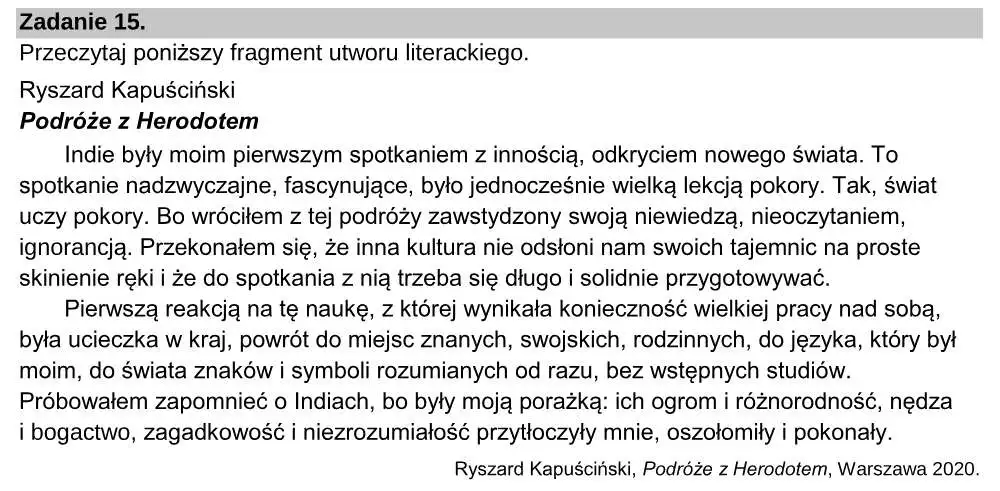 Zadanie 15.
Przeczytaj poniższy fragment utworu literackiego.
Ryszard Kapuściński
Podróże z Herodotem
Indie były moim pierwszym spotkaniem z innością, odkryciem nowego świata. To
spotkanie nadzwyczajne, fascynujące, było jednocześnie wielką lekcją pokory. Tak, świat
uczy pokory. Bo wróciłem z tej podróży zawstydzony swoją niewiedzą, nieoczytaniem,
ignorancją. Przekonałem się, że inna kultura nie odsłoni nam swoich tajemnic na proste
skinienie ręki i że do spotkania z nią trzeba się długo i solidnie przygotowywać.
Pierwszą reakcją na tę naukę, z której wynikała konieczność wielkiej pracy nad sobą,
była ucieczka w kraj, powrót do miejsc znanych, swojskich, rodzinnych, do języka, który był
moim, do świata znaków i symboli rozumianych od razu, bez wstępnych studiów.
Próbowałem zapomnieć o Indiach, bo były moją porażką: ich ogrom i różnorodność, nędza
i bogactwo, zagadkowość i niezrozumiałość przytłoczyły mnie, oszołomiły i pokonały.
Ryszard Kapuściński, Podróże z Herodotem, Warszawa 2020.